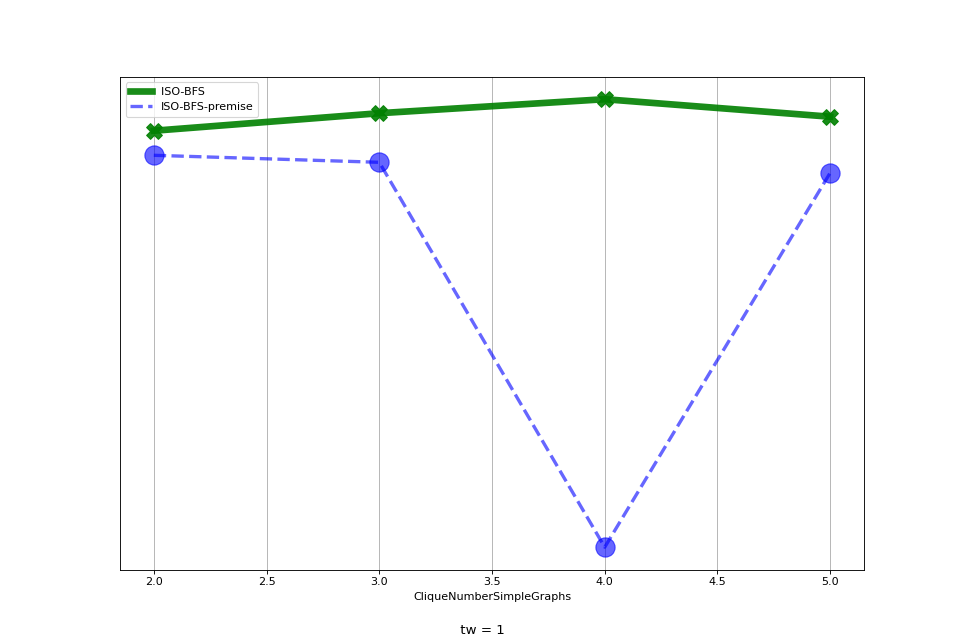 ISO-BFS
ISO-BFS-premise
2.0 2.5 3.0 3.5 4.0 4.5 5.0
CliqueNumberSimpleGraphs
tw = 1